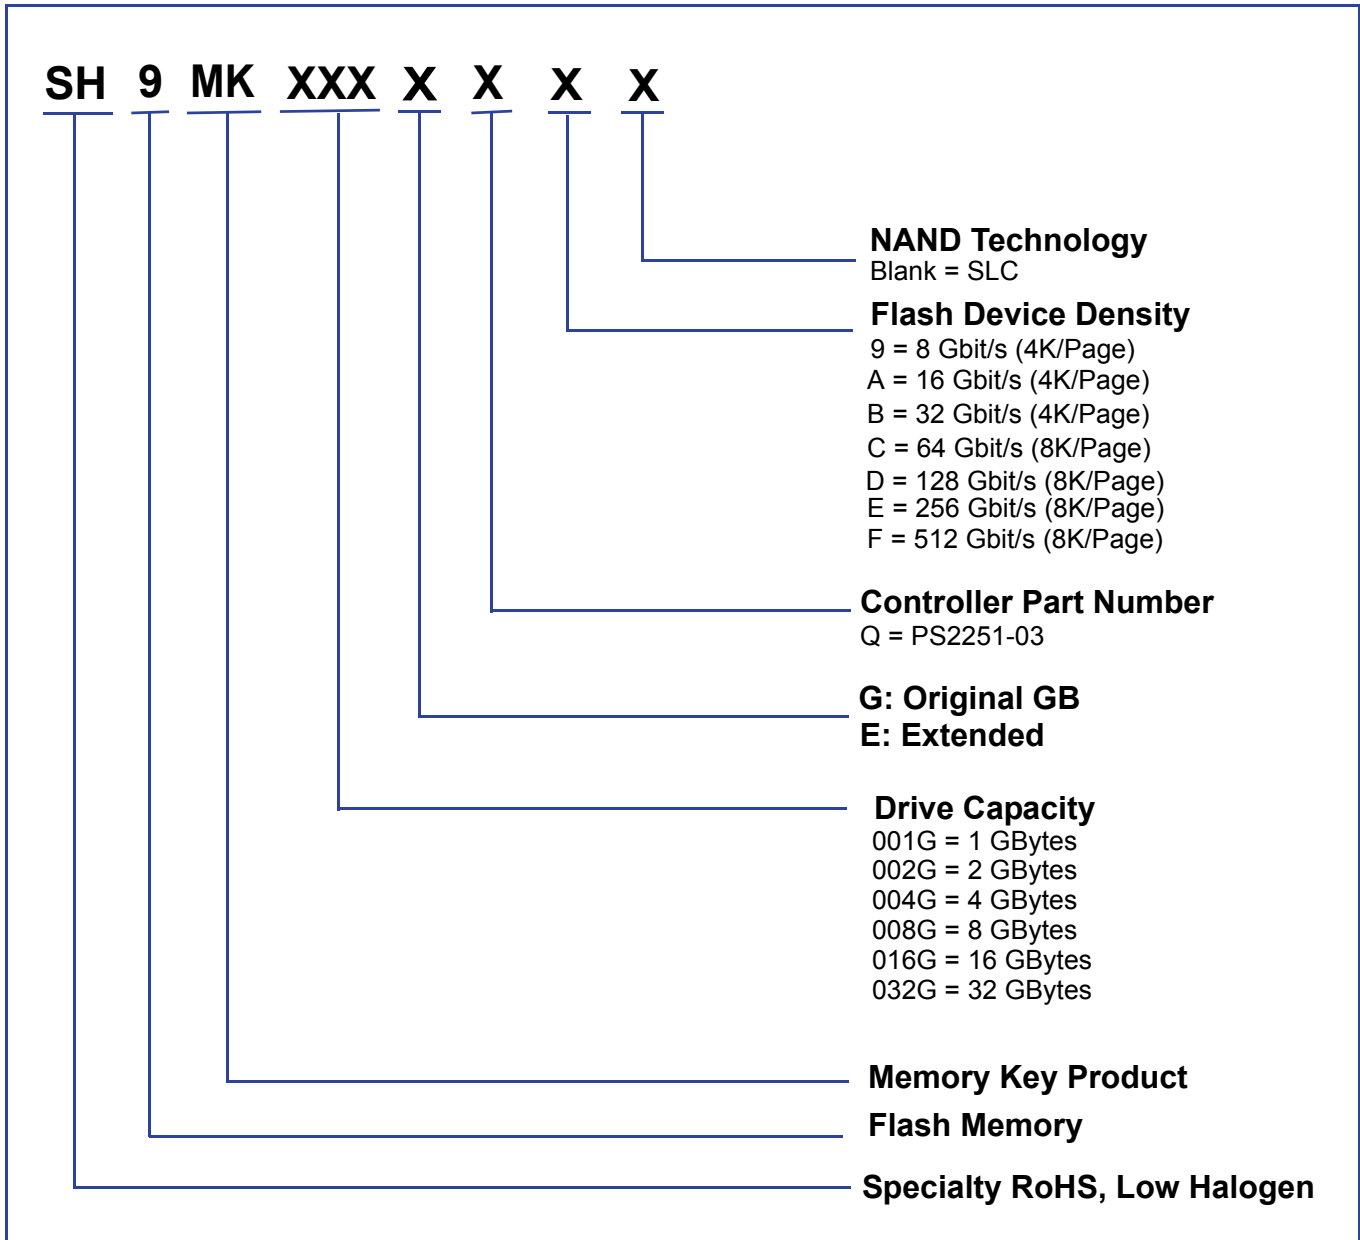 SH 9 MK XXX X X X X
NAND Technology
Blank = SLC
Flash Device Density
9 = 8 Gbit/s (4K/Page)
A = 16 Gbit/s (4K/Page)
B = 32 Gbit/s (4K/Page)
C = 64 Gbit/s (8K/Page)
D = 128 Gbit/s (8K/Page)
E = 256 Gbit/s (8K/Page)
F = 512 Gbit/s (8K/Page)
Controller Part Number
Q = PS2251-03
G: Original GB
E: Extended
Drive Capacity
001G = 1 GBytes
002G = 2 GBytes
004G = 4 GBytes
008G = 8 GBytes
016G = 16 GBytes
032G = 32 GBytes
Memory Key Product
Flash Memory
Specialty RoHS, Low Halogen